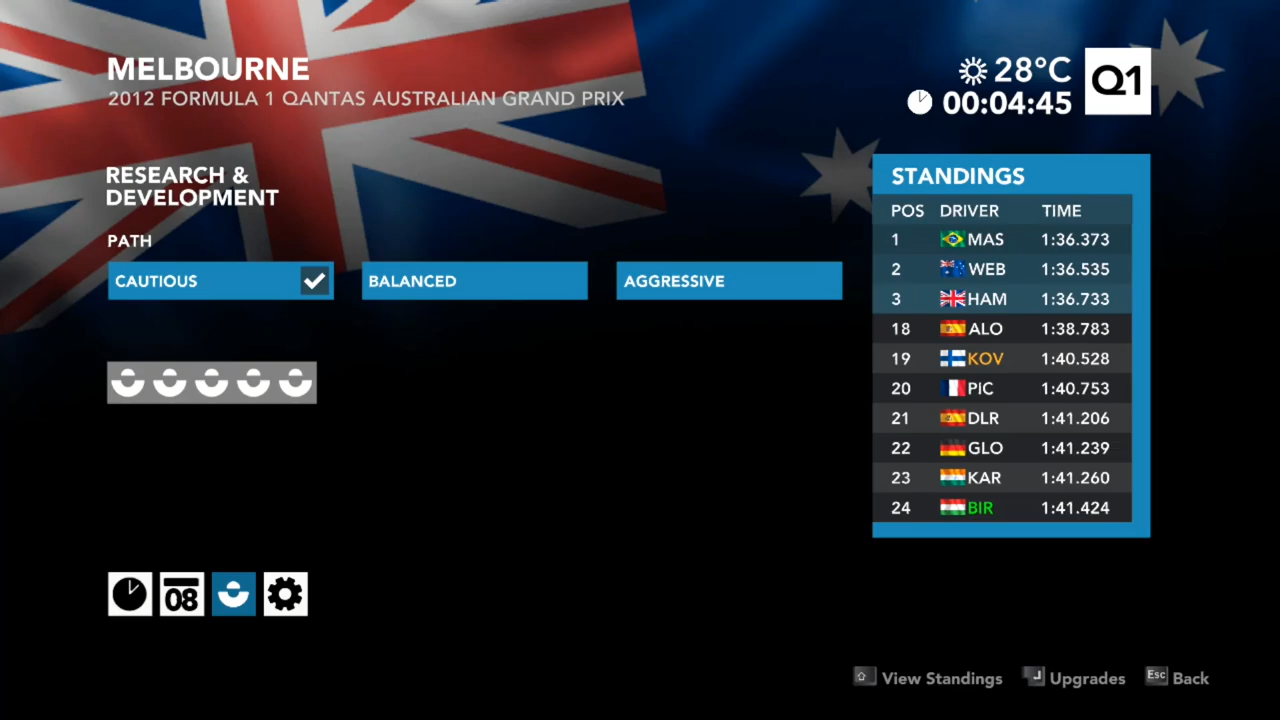 MELBOURNE
2012 FORMULA 1 QANTAS AUSTRALIAN GRAND PRIX
28°C
00:04:45
Q1
RESEARCH &
DEVELOPMENT
PATH
CAUTIOUS
BALANCED
AGGRESSIVE
STANDINGS
POS DRIVER TIME
1 MAS 1:36.373
2 WEB 1:36.535
3 HAM 1:36.733
18 ALO 1:38.783
19 KOV 1:40.528
20 PIC 1:40.753
21 DLR 1:41.206
22 GLO 1:41.239
23 KAR 1:41.260
24 BIR 1:41.424
08
View Standings
Upgrades
Esc Back